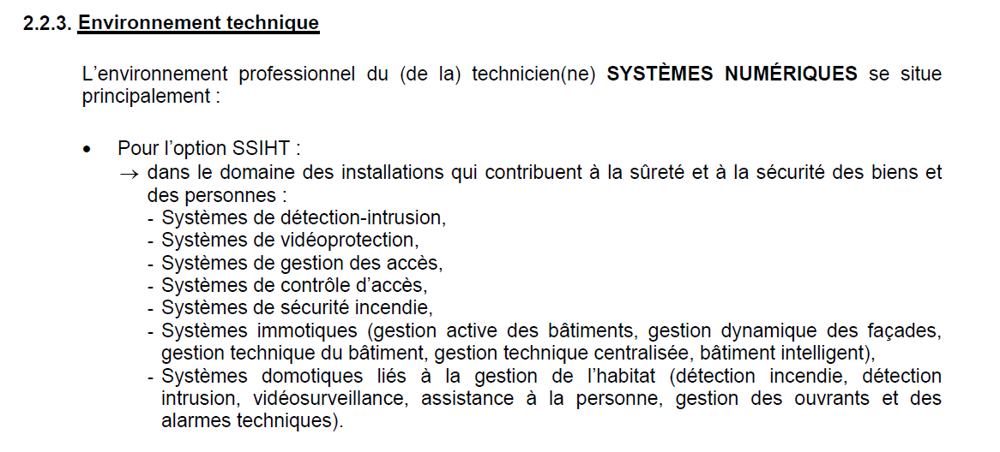 2.2.3. Environnement technique
L'environnement professionnel du (de la) technicien(ne) SYSTÈMES NUMÉRIQUES se situe
principalement :
• Pour l'option SSIHT :
→ dans le domaine des installations qui contribuent à la sûreté et à la sécurité des biens et
des personnes :
- Systèmes de détection-intrusion,
- Systèmes de vidéoprotection,
- Systèmes de gestion des accès,
- Systèmes de contrôle d'accès,
- Systèmes de sécurité incendie,
- Systèmes immotiques (gestion active des bâtiments, gestion dynamique des façades,
gestion technique du bâtiment, gestion technique centralisée, bâtiment intelligent),
- Systèmes domotiques liés à la gestion de l'habitat (détection incendie, détection
intrusion, vidéosurveillance, assistance à la personne, gestion des ouvrants et des
alarmes techniques).